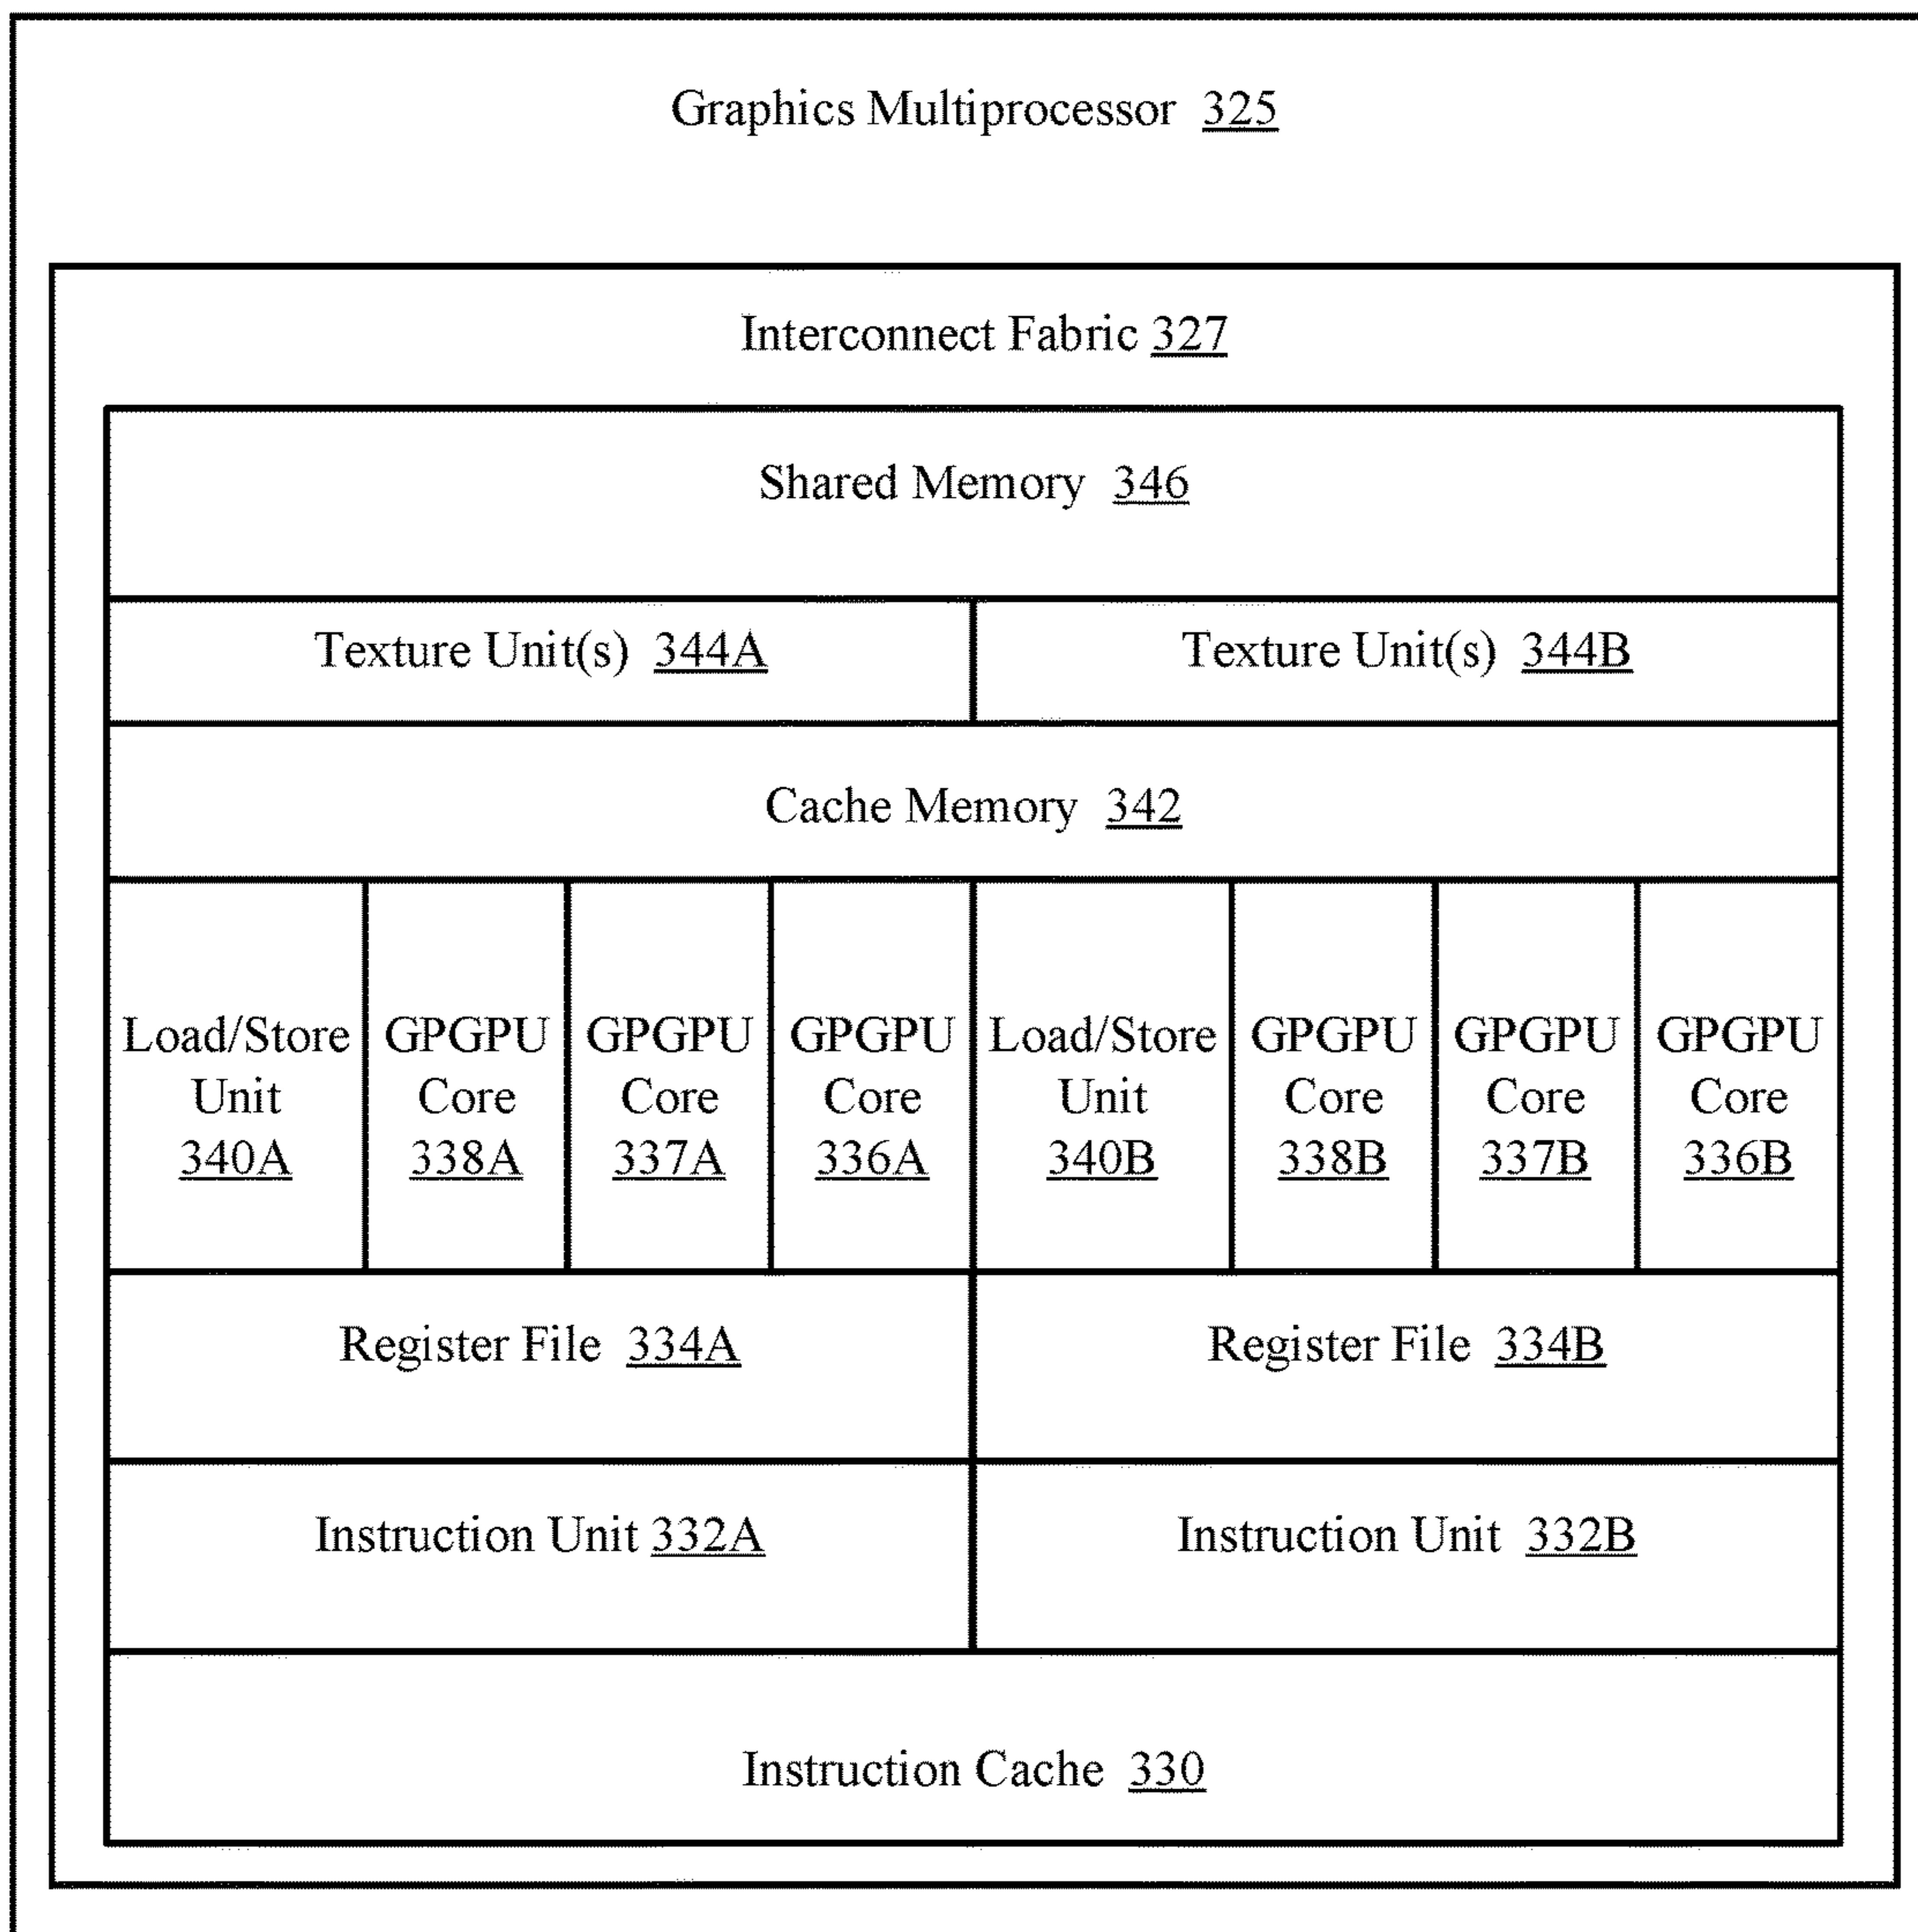 Graphics Multiprocessor 325
Interconnect Fabric 327
Shared Memory 346
Texture Unit(s) 344A
Texture Unit(s) 344B
Cache Memory 342
Load/Store
Unit
340A
GPGPU
Core
338A
GPGPU
Core
337A
GPGPU
Core
336A
Load/Store
Unit
340B
GPGPU
Core
338B
GPGPU
Core
337B
GPGPU
Core
336B
Register File 334A
Register File 334B
Instruction Unit 332A
Instruction Unit 332B
Instruction Cache 330